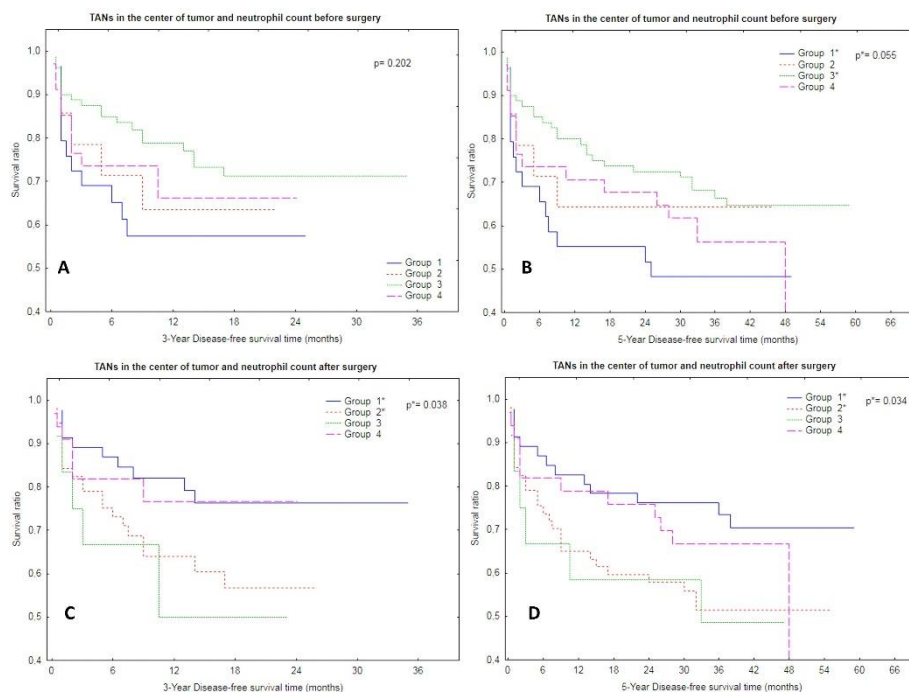 TANs in the center of tumor and neutrophil count before surgery
1.0
0.9
0.8
0.7
0.6
0.5
0.4
Survival ratio
p= 0.202
A
Group 1
Group 2
Group 3
Group 4
0 6 12 18 24 30 36
3-Year Disease-free survival time (months)
TANs in the center of tumor and neutrophil count before surgery
1.0
0.9
0.8
0.7
0.6
0.5
0.4
Survival ratio
Group 1*
Group 2
Group 3*
Group 4
p*= 0.055
B
0 6 12 18 24 30 36 42 48 54 60 66
5-Year Disease-free survival time (months)
TANs in the center of tumor and neutrophil count after surgery
1.0
0.9
0.8
0.7
0.6
0.5
0.4
Survival ratio
Group 1*
Group 2*
Group 3
Group 4
p*= 0.038
C
0 6 12 18 24 30 36
3-Year Disease-free survival time (months)
TANs in the center of tumor and neutrophil count after surgery
1.0
0.9
0.8
0.7
0.6
0.5
0.4
Survival ratio
Group 1*
Group 2*
Group 3
Group 4
p*= 0.034
D
0 6 12 18 24 30 36 42 48 54 60 66
5-Year Disease-free survival time (months)